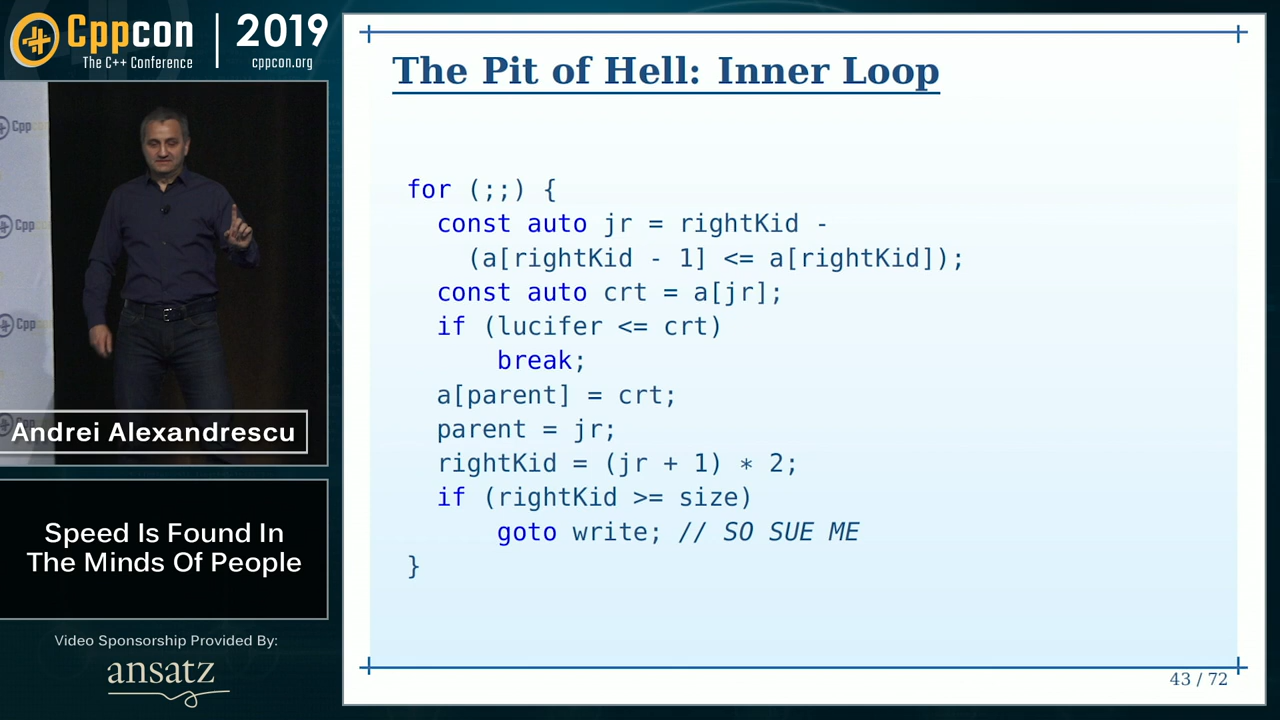 Cppcon
The C++ Conference
2019
cppcon.org
Cpp
Cpp
Cpp
Andrei Alexandrescu
Speed Is Found In
The Minds Of People
Video Sponsorship Provided By:
ansatz
The Pit of Hell: Inner Loop
for (;;) {
  const auto jr = rightKid -
    (a[rightKid - 1] <= a[rightKid]);
  const auto crt = a[jr];
  if (lucifer <= crt)
      break;
  a[parent] = crt;
  parent = jr;
  rightKid = (jr + 1) * 2;
  if (rightKid >= size)
      goto write; // SO SUE ME
}
43 / 72